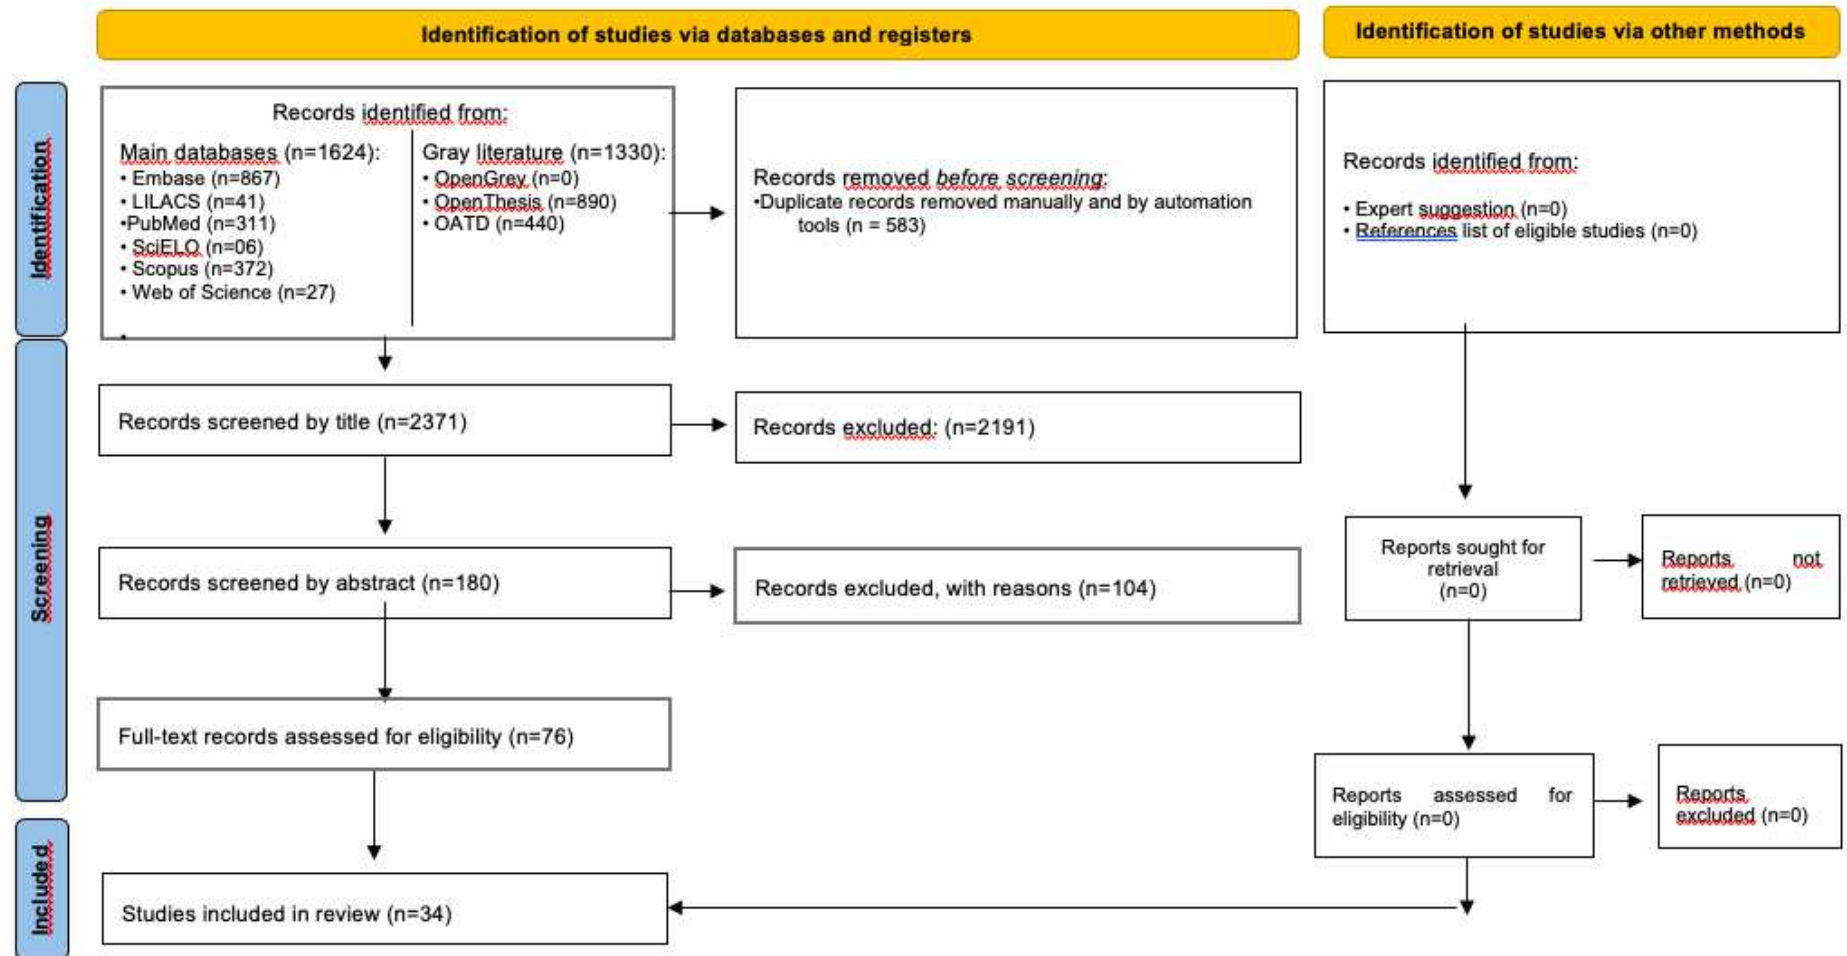 Identification of studies via databases and registers
Identification of studies via other methods
Identification
Records identified from:
Main databases (n=1624):
• Embase (n=867)
• LILACS (n=41)
•PubMed (n=311)
• SciELO (n=06)
• Scopus (n=372)
• Web of Science (n=27)
•
Gray literature (n=1330):
• OpenGrey (n=0)
• OpenThesis (n=890)
• OATD (n=440)
Records removed before screening:
•Duplicate records removed manually and by automation
tools (n = 583)
Records identified from:
• Expert suggestion (n=0)
• References list of eligible studies (n=0)
Screening
Records screened by title (n=2371)
Records excluded: (n=2191)
Records screened by abstract (n=180)
Records excluded, with reasons (n=104)
Reports sought for
retrieval
(n=0)
Reports not
retrieved (n=0)
Full-text records assessed for eligibility (n=76)
Reports assessed for
eligibility (n=0)
Reports
excluded (n=0)
Included
Studies included in review (n=34)